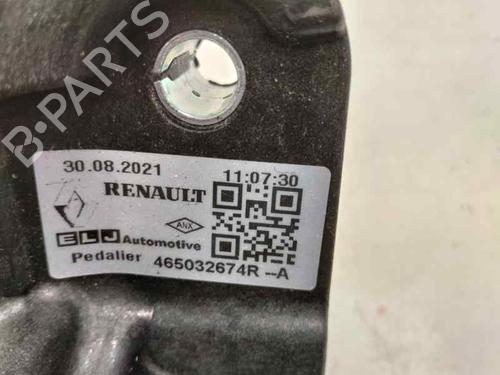 B-PARTS
30.08.2021 11:07:30
RENAULT
ANX
ELJ Automotive
Pedalier 465032674R --A